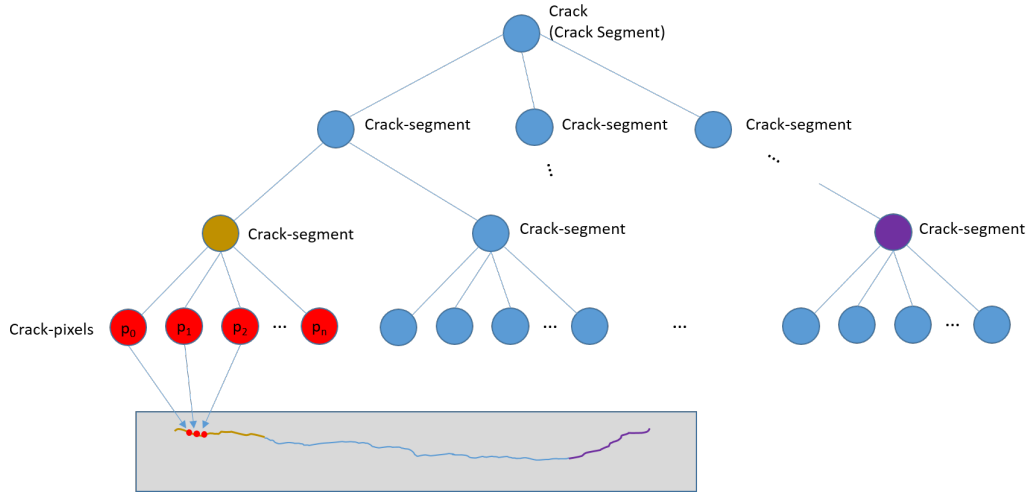 Crack
(Crack Segment)
Crack-segment
Crack-segment
Crack-segment
...
...
Crack-segment
Crack-segment
Crack-segment
Crack-pixels
p0
p1
p2
...
pn
...
...
...